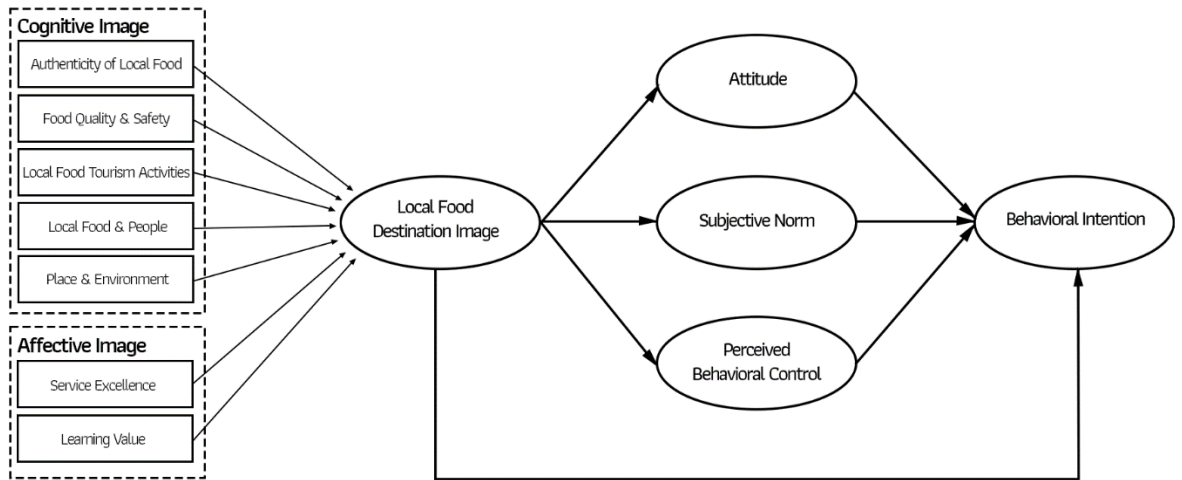 Cognitive Image
Authenticity of Local Food
Food Quality & Safety
Local Food Tourism Activities
Local Food & People
Place & Environment
Affective Image
Service Excellence
Learning Value
Local Food
Destination Image
Attitude
Subjective Norm
Perceived
Behavioral Control
Behavioral Intention